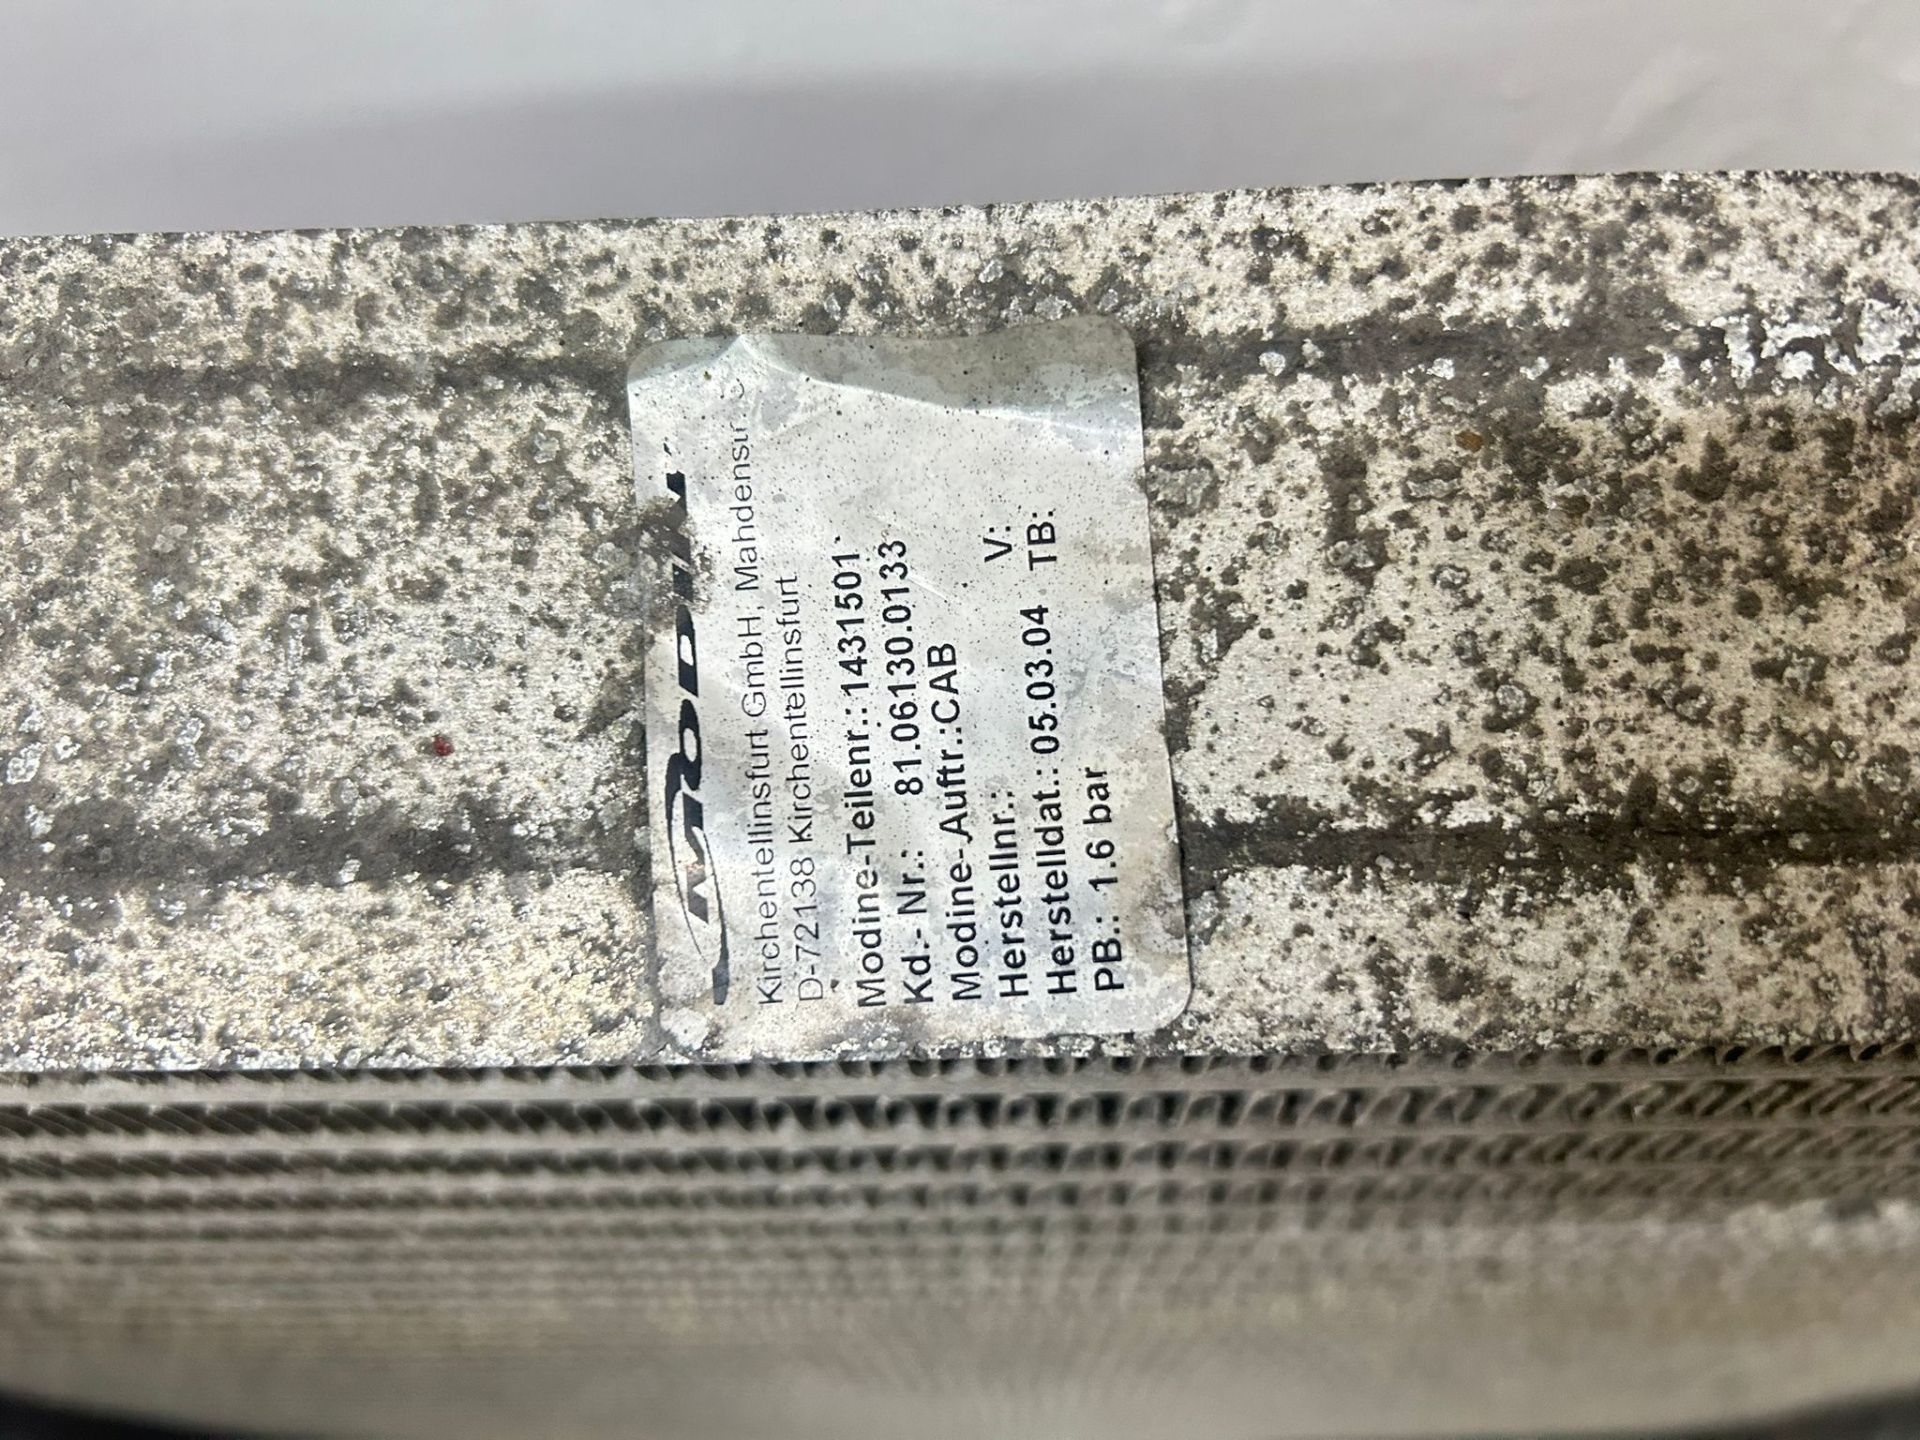 MODINE
Kirchentellinsfurt GmbH, Mahdenstr
D-72138 Kirchentellinsfurt
Modine-Teilenr.: 1431501
Kd.- Nr.: 81.06130.0133
Modine-Auftr.:CAB
Herstellnr.: V:
Herstelldat.: 05.03.04 TB:
PB.: 1.6 bar